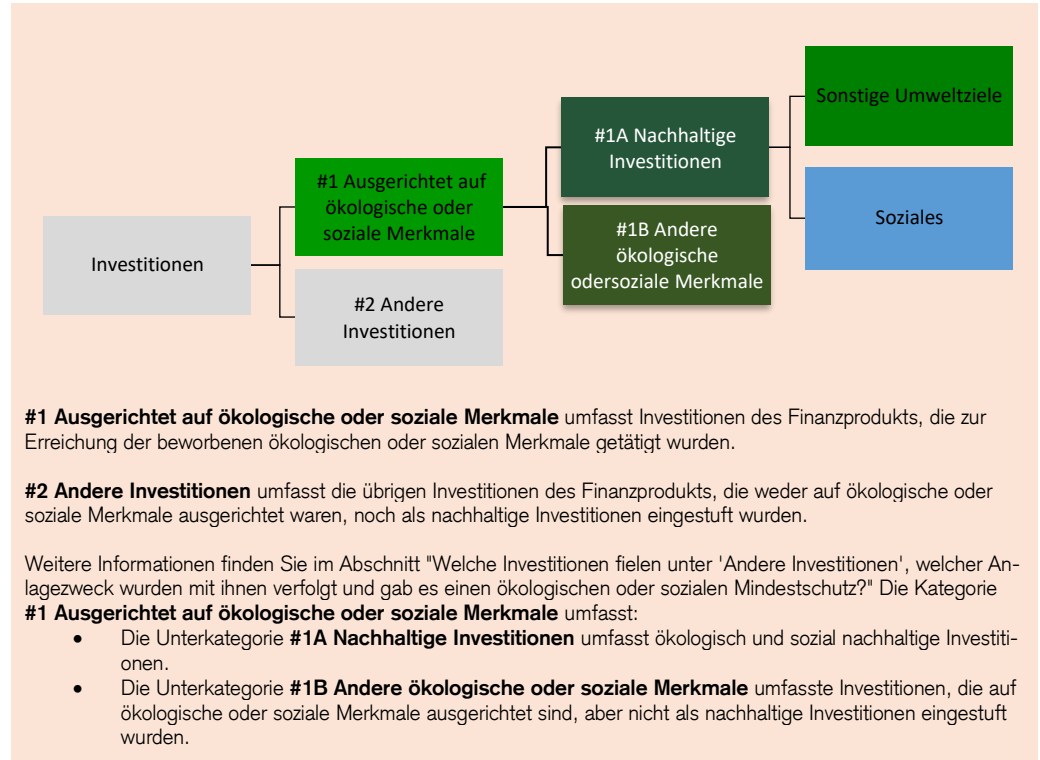 Sonstige Umweltziele
#1A Nachhaltige
Investitionen
#1 Ausgerichtet auf
ökologische oder
soziale Merkmale
Soziales
#1B Andere
ökologische
odersoziale Merkmale
Investitionen
#2 Andere
Investitionen
#1 Ausgerichtet auf ökologische oder soziale Merkmale umfasst Investitionen des Finanzprodukts, die zur
Erreichung der beworbenen ökologischen oder sozialen Merkmale getätigt wurden.
#2 Andere Investitionen umfasst die übrigen Investitionen des Finanzprodukts, die weder auf ökologische oder
soziale Merkmale ausgerichtet waren, noch als nachhaltige Investitionen eingestuft wurden.
Weitere Informationen finden Sie im Abschnitt "Welche Investitionen fielen unter 'Andere Investitionen', welcher An-
lagezweck wurden mit ihnen verfolgt und gab es einen ökologischen oder sozialen Mindestschutz?" Die Kategorie
#1 Ausgerichtet auf ökologische oder soziale Merkmale umfasst:
• Die Unterkategorie #1A Nachhaltige Investitionen umfasst ökologisch und sozial nachhaltige Investiti-
onen.
• Die Unterkategorie #1B Andere ökologische oder soziale Merkmale umfasste Investitionen, die auf
ökologische oder soziale Merkmale ausgerichtet sind, aber nicht als nachhaltige Investitionen eingestuft
wurden.